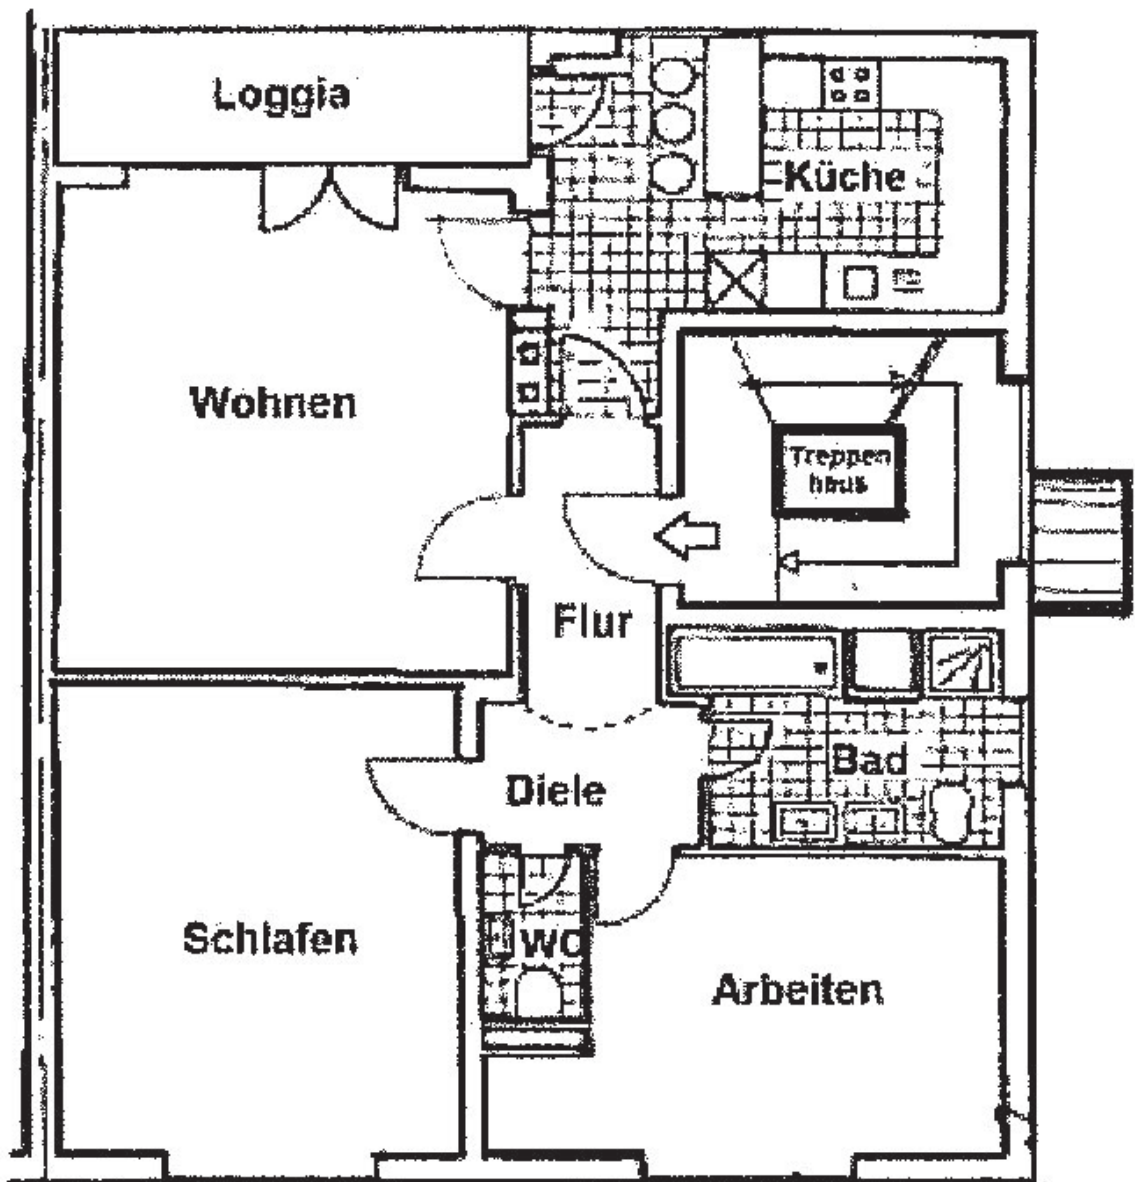 Loggia
Küche
Wohnen
Treppen
haus
Flur
Bad
Diele
Schlafen
WC
Arbeiten